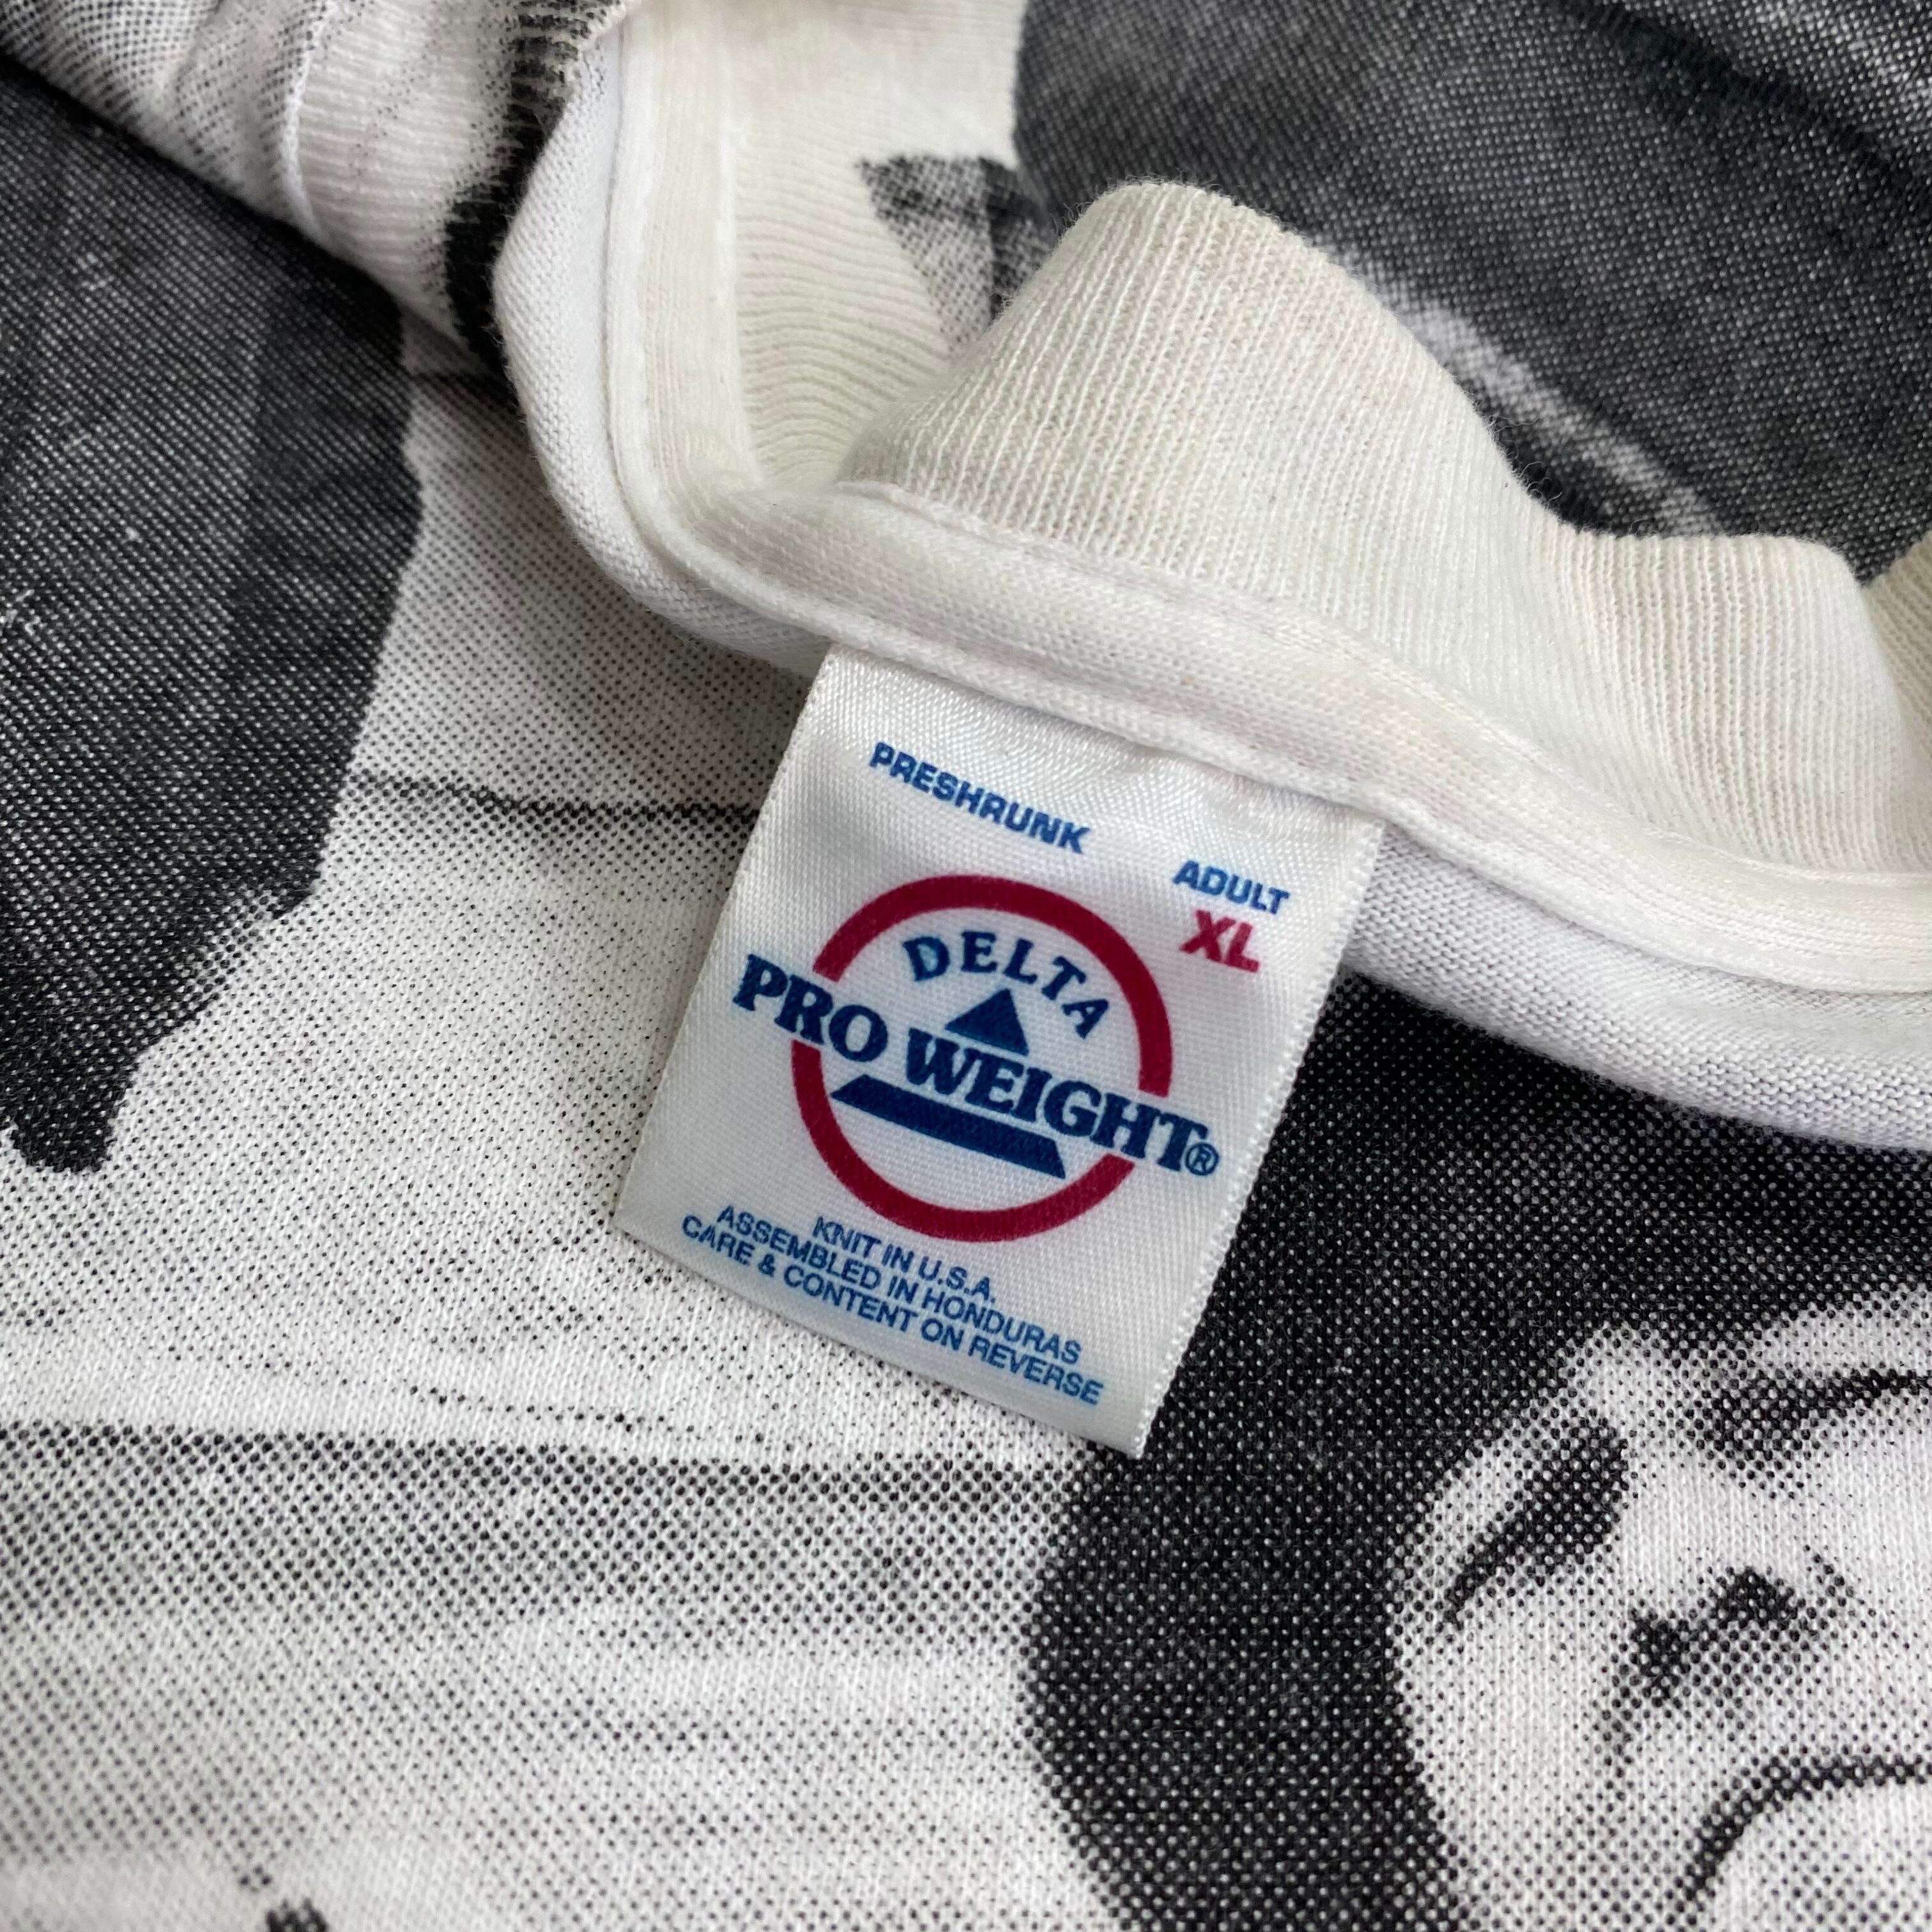 PRESHRUNK
ADULT
XL
DELTA
PRO WEIGHT®
KNIT IN U.S.A.
ASSEMBLED IN HONDURAS
CARE & CONTENT ON REVERSE